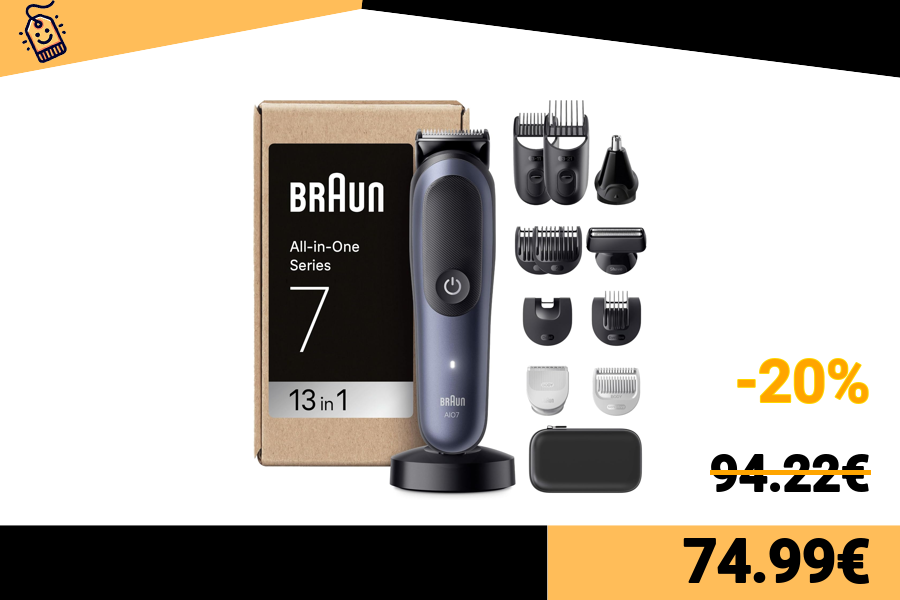 BRAUN
All-in-One
Series
7
13 in 1
BRAUN
AIO7
-20%
94.22€
74.99€